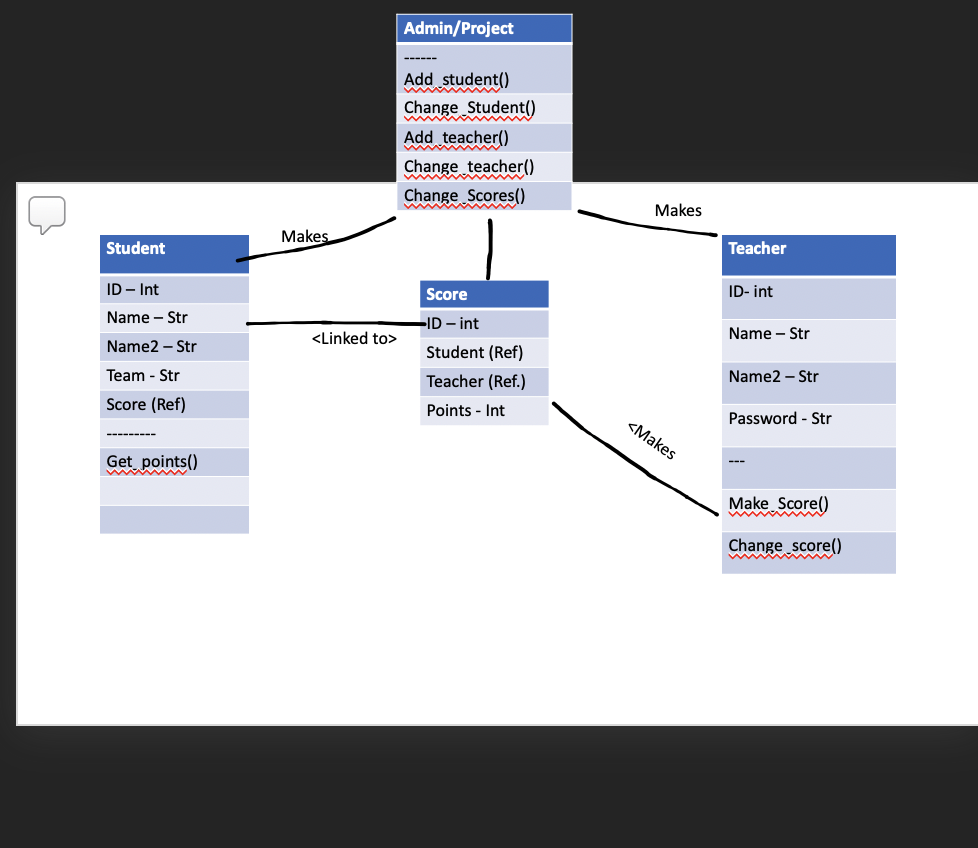 Admin/Project
------
Add_student()
Change_Student()
Add_teacher()
Change_teacher()
Change_Scores()
Makes
Makes
Student
ID – Int
Name – Str
Name2 – Str
Team - Str
Score (Ref)
---------
Get_points()
<Linked to>
Score
ID – int
Student (Ref)
Teacher (Ref.)
Points - Int
<Makes
Teacher
ID- int
Name – Str
Name2 – Str
Password - Str
---
Make_Score()
Change_score()